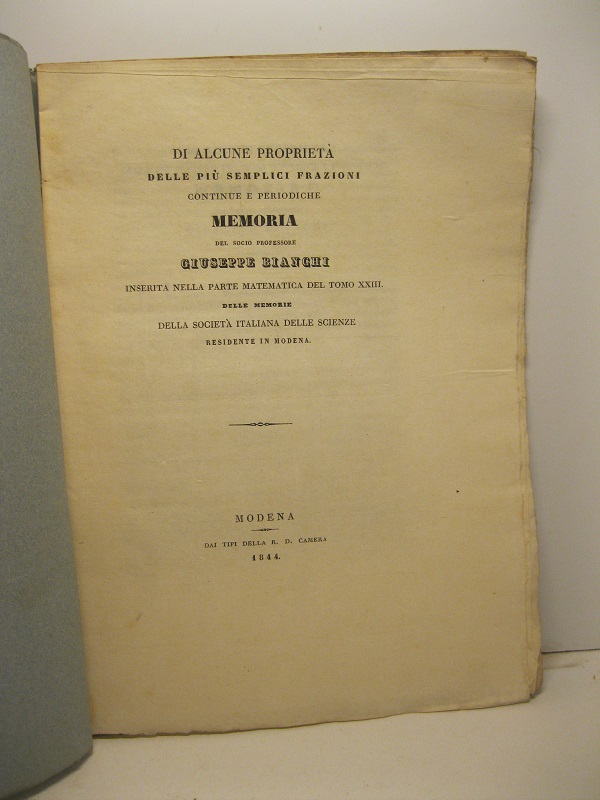 DI ALCUNE PROPRIETÀ
DELLE PIÙ SEMPLICI FRAZIONI
CONTINUE E PERIODICHE
MEMORIA
DEL SOCIO PROFESSORE
GIUSEPPE BIANCHI
INSERITA NELLA PARTE MATEMATICA DEL TOMO XXIII.
DELLE MEMORIE
DELLA SOCIETÀ ITALIANA DELLE SCIENZE
RESIDENTE IN MODENA.
MODENA
DAI TIPI DELLA R. D. CAMERA
1844.